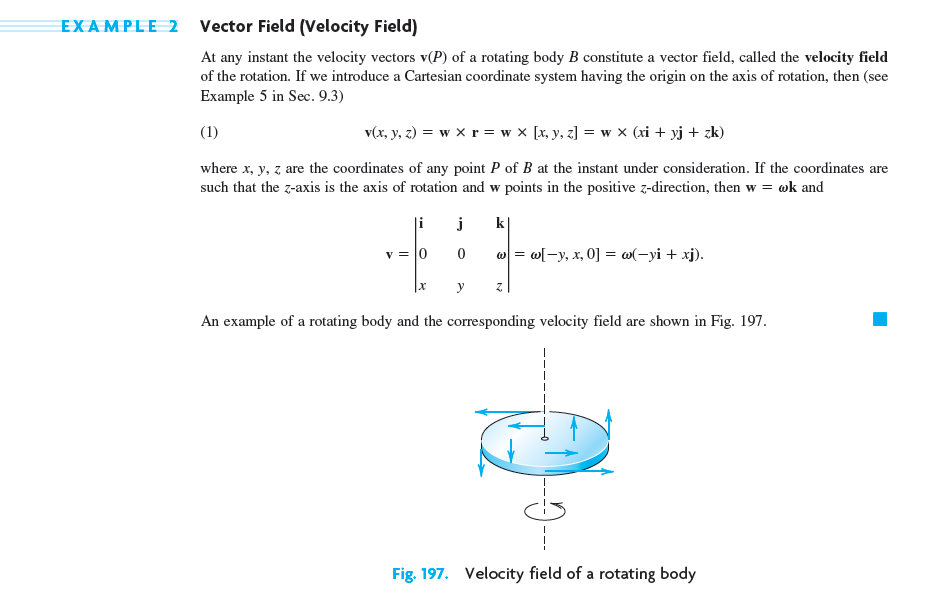 EXAMPLE 2 Vector Field (Velocity Field)
At any instant the velocity vectors v(P) of a rotating body B constitute a vector field, called the velocity field
of the rotation. If we introduce a Cartesian coordinate system having the origin on the axis of rotation, then (see
Example 5 in Sec. 9.3)
(1) v(x, y, z) = w × r = w × [x, y, z] = w × (xi + yj + zk)
where x, y, z are the coordinates of any point P of B at the instant under consideration. If the coordinates are
such that the z-axis is the axis of rotation and w points in the positive z-direction, then w = ωk and
|i j k|
v = |0 0 ω| = ω[−y, x, 0] = ω(−yi + xj).
|x y z|
An example of a rotating body and the corresponding velocity field are shown in Fig. 197.
Fig. 197. Velocity field of a rotating body